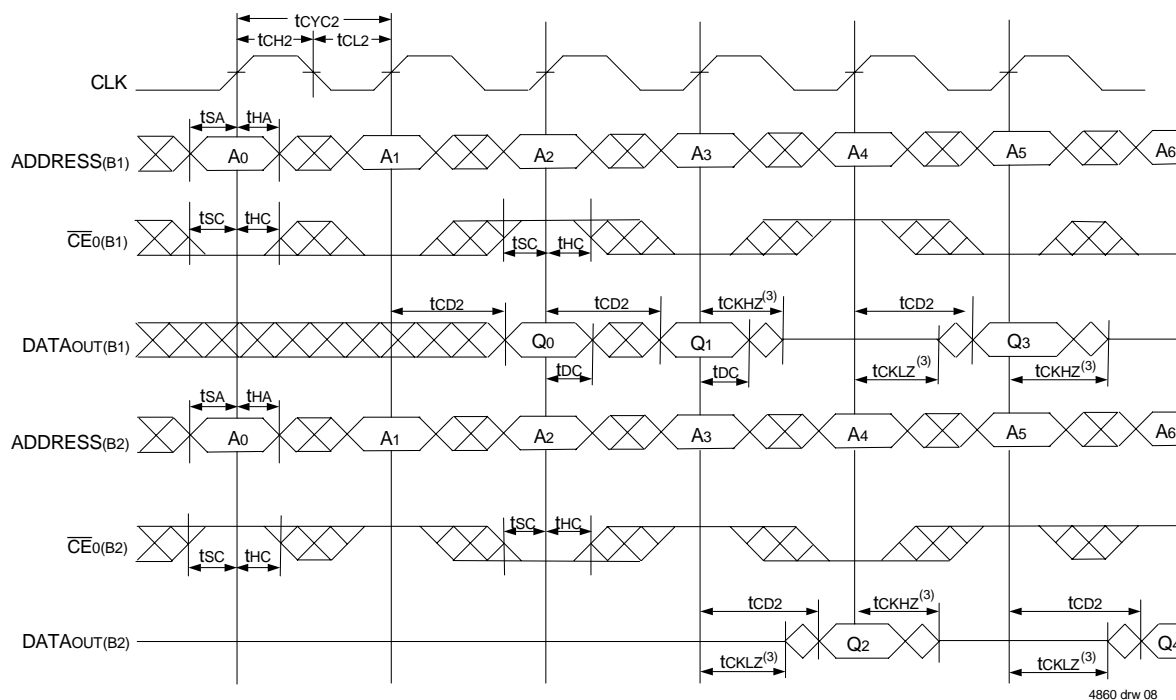 tCYC2
tCH2 tCL2
CLK
tSA tHA
ADDRESS(B1) A0 A1 A2 A3 A4 A5 A6
tSC tHC
CE0(B1)
tSC tHC
tCD2 tCD2 tCKHZ(3) tCD2
DATAOUT(B1) Q0 Q1 Q3
tDC tDC tCKLZ(3) tCKHZ(3)
tSA tHA
ADDRESS(B2) A0 A1 A2 A3 A4 A5 A6
tSC tHC
CE0(B2)
tSC tHC
tCD2 tCKHZ(3) tCD2
DATAOUT(B2) Q2 Q4
tCKLZ(3) tCKLZ(3)
4860 drw 08